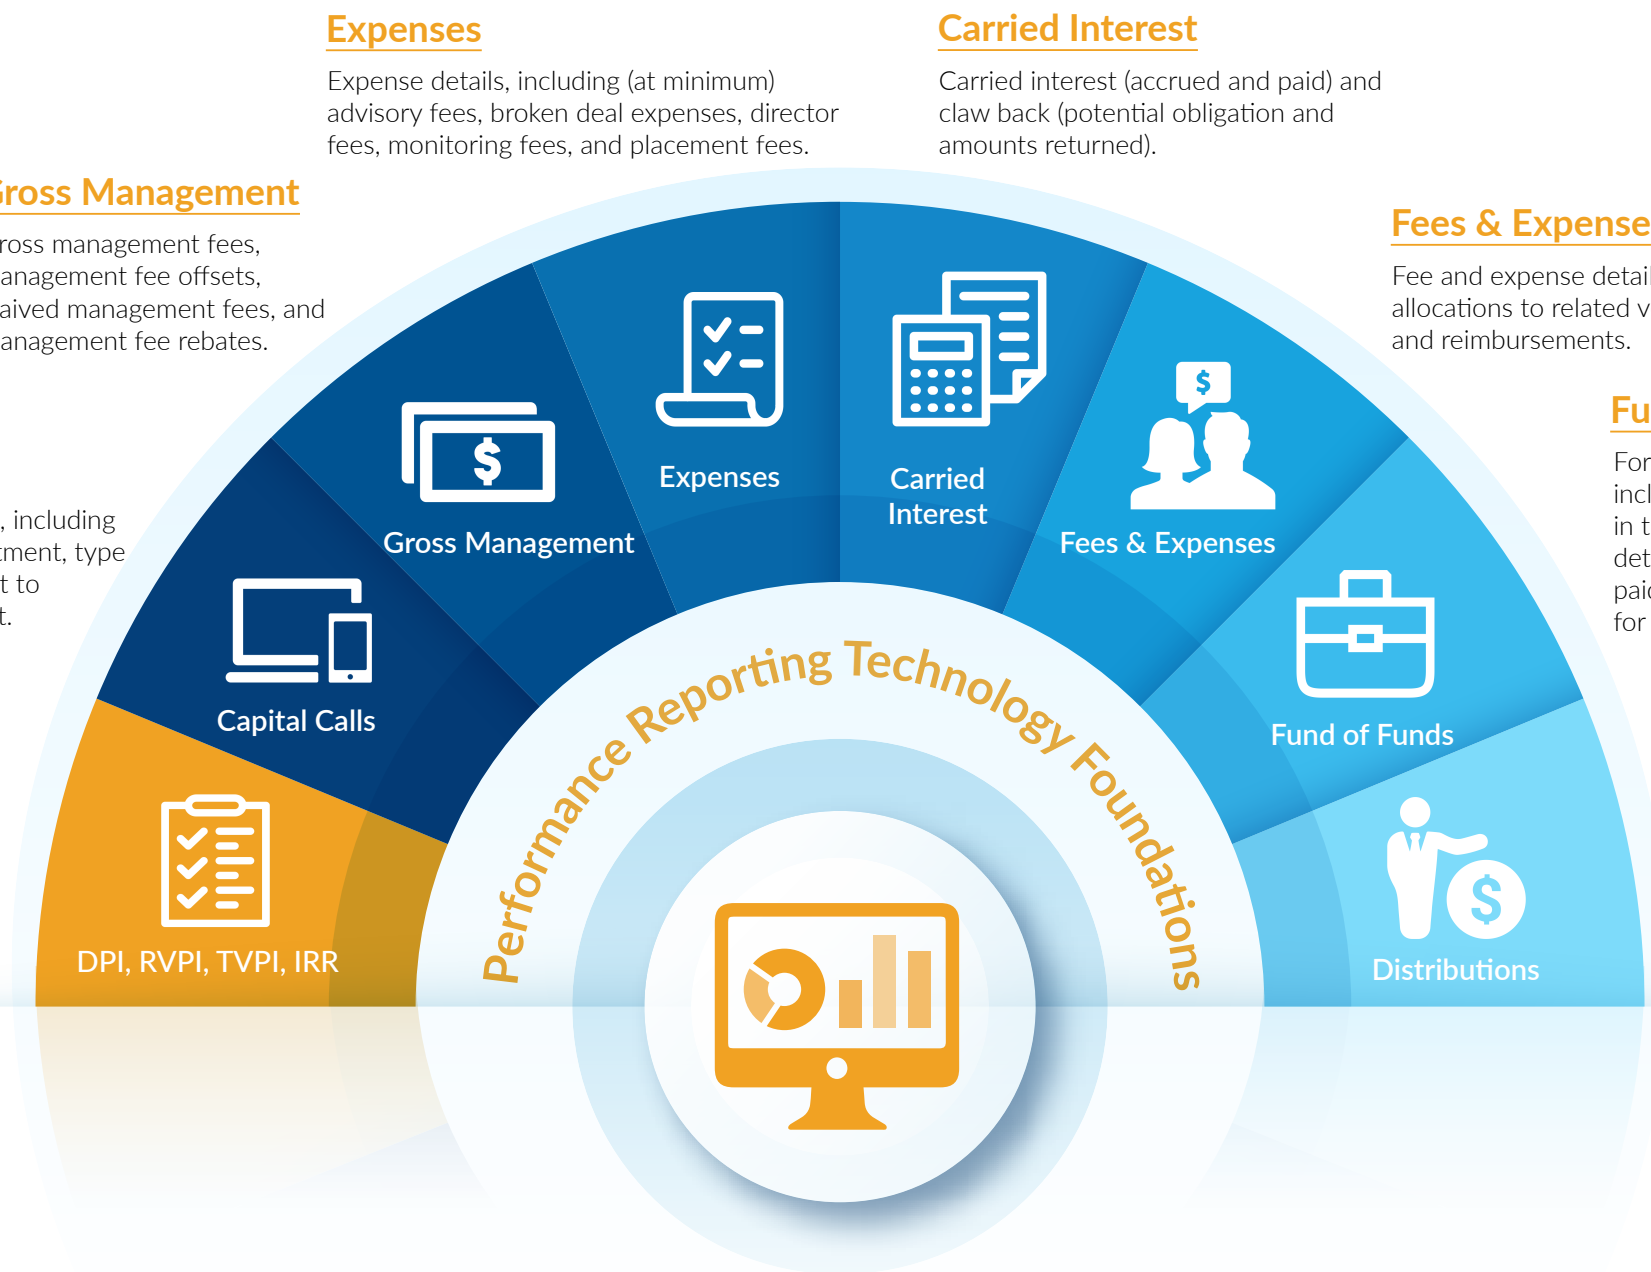 Expenses
Expense details, including (at minimum)
advisory fees, broken deal expenses, director
fees, monitoring fees, and placement fees.
Carried Interest
Carried interest (accrued and paid) and
claw back (potential obligation and
amounts returned).
Gross Management
ross management fees,
anagement fee offsets,
aived management fees, and
anagement fee rebates.
Fees & Expense
Fee and expense detail
allocations to related v
and reimbursements.
Fu
For
incl
in t
det
paid
for
, including
tment, type
t to
t.
DPI, RVPI, TVPI, IRR
Capital Calls
Gross Management
Expenses
Carried
Interest
Fees & Expenses
Fund of Funds
Distributions
Performance Reporting Technology Foundations
$
$
$